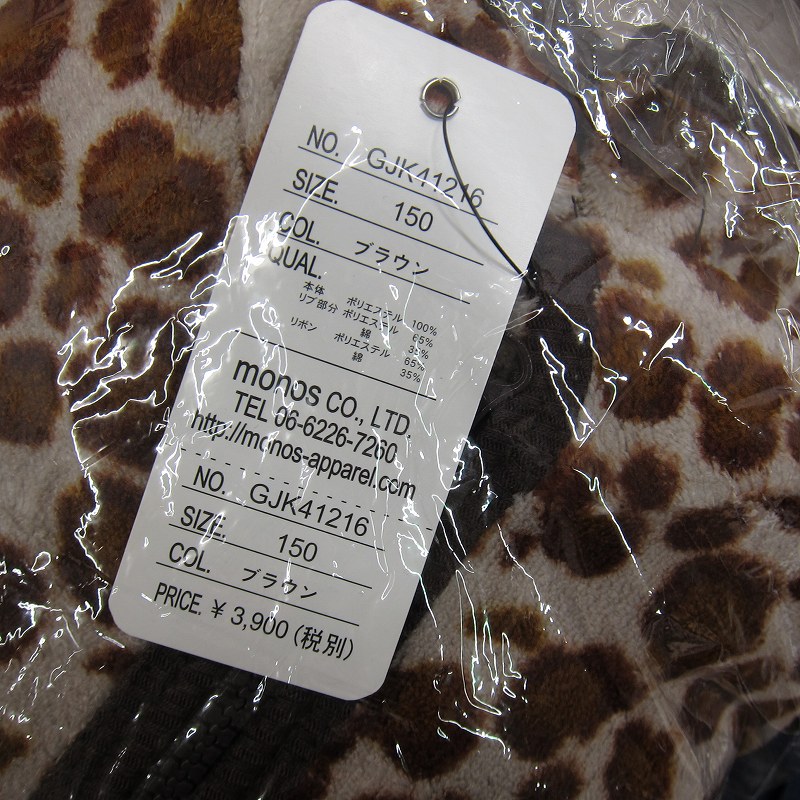 NO. GJK41216
SIZE. 150
COL. ブラウン
QUAL.
本体 ポリエステル 100%
リブ部分 ポリエステル 65%
綿 35%
リボン ポリエステル 65%
綿 35%
monos CO., LTD.
TEL 06-6226-7260
http://monos-apparel.com
NO. GJK41216
SIZE. 150
COL. ブラウン
PRICE. ¥ 3,900 (税別)